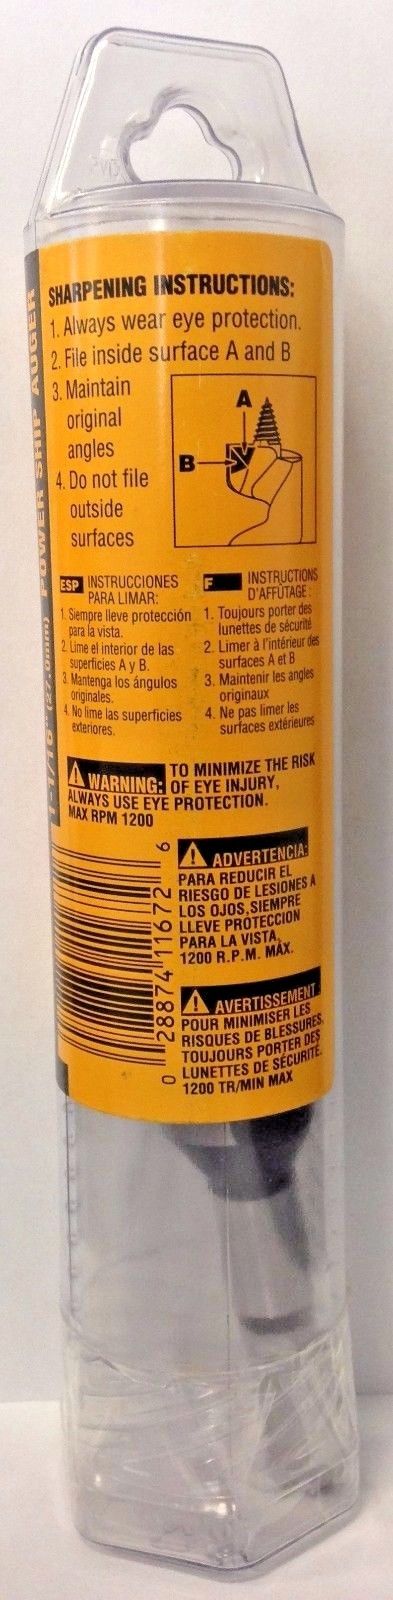 SHARPENING INSTRUCTIONS:
1. Always wear eye protection.
2. File inside surface A and B
3. Maintain
original
angles
4. Do not file
outside
surfaces
A
B
ESP INSTRUCCIONES
PARA LIMAR:
1. Siempre lleve protección
para la vista.
2. Lime el interior de las
superficies A y B.
3. Mantenga los ángulos
originales.
4. No lime las superficies
exteriores.
F INSTRUCTIONS
D'AFFÛTAGE:
1. Toujours porter des
lunettes de sécurité
2. Limer à l'intérieur des
surfaces A et B
3. Maintenir les angles
originaux
4. Ne pas limer les
surfaces extérieures
WARNING: TO MINIMIZE THE RISK
OF EYE INJURY,
ALWAYS USE EYE PROTECTION.
MAX RPM 1200
ADVERTENCIA:
PARA REDUCIR EL
RIESGO DE LESIONES A
LOS OJOS, SIEMPRE
LLEVE PROTECCION
PARA LA VISTA.
1200 R.P.M. MÁX.
AVERTISSEMENT
POUR MINIMISER LES
RISQUES DE BLESSURES,
TOUJOURS PORTER DES
LUNETTES DE SÉCURITÉ.
1200 TR/MIN MAX
0 28874 11672 6
1-1/16" (27.0mm) POWER SHIP AUGER